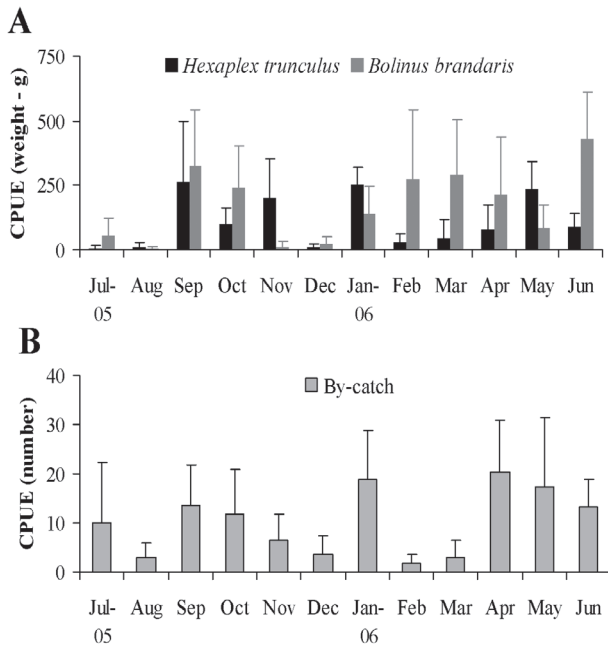 A
CPUE (weight - g)
750
500
250
0
Hexaplex trunculus Bolinus brandaris
Jul- Aug Sep Oct Nov Dec Jan- Feb Mar Apr May Jun
05 06
B
CPUE (number)
40
30
20
10
0
By-catch
Jul- Aug Sep Oct Nov Dec Jan- Feb Mar Apr May Jun
05 06